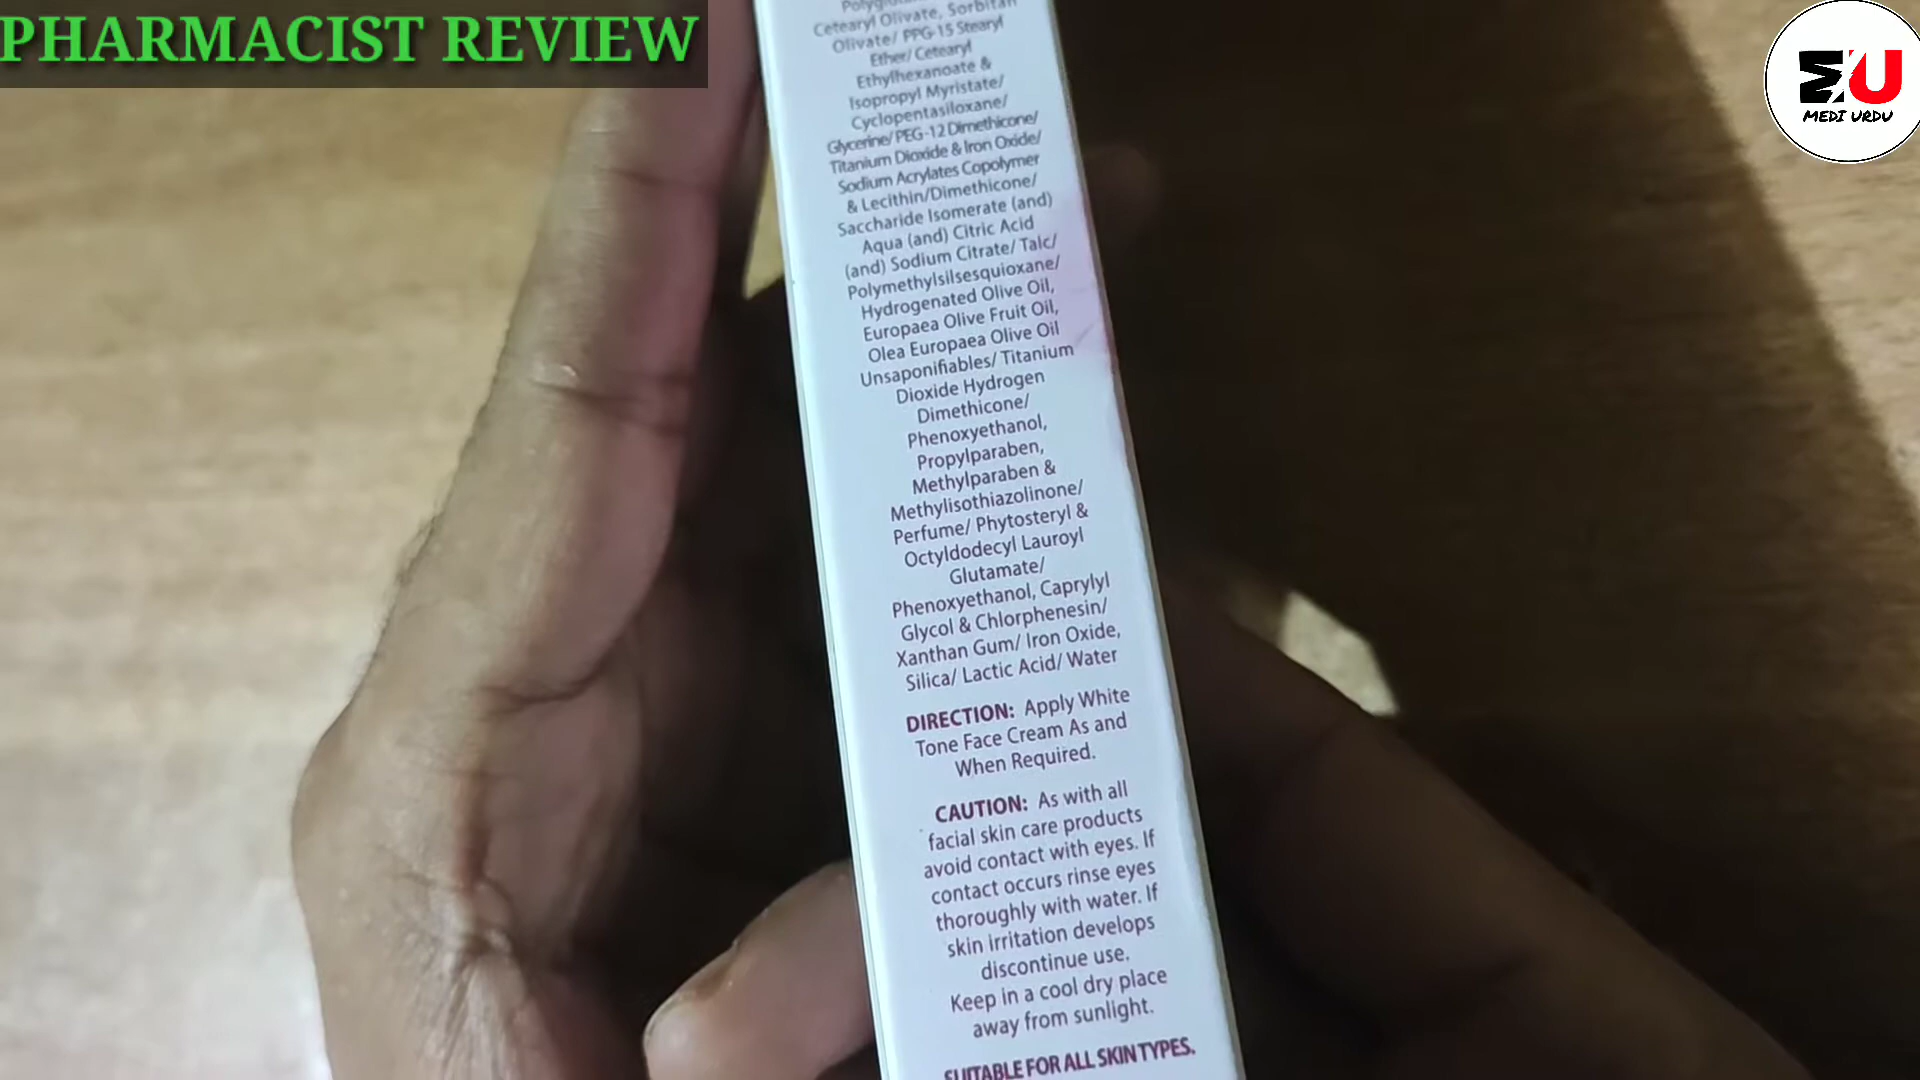 PHARMACIST REVIEW
MEDI URDU
Cetearyl Olivate, Sorbitan
Olivate/ PPG-15 Stearyl
Ether/ Cetearyl
Ethylhexanoate &
Isopropyl Myristate/
Cyclopentasiloxane/
Glycerine/ PEG-12 Dimethicone/
Titanium Dioxide & Iron Oxide/
Sodium Acrylates Copolymer
& Lecithin/Dimethicone/
Saccharide Isomerate (and)
Aqua (and) Citric Acid
(and) Sodium Citrate/ Talc/
Polymethylsilsesquioxane/
Hydrogenated Olive Oil,
Europaea Olive Fruit Oil,
Olea Europaea Olive Oil
Unsaponifiables/ Titanium
Dioxide Hydrogen
Dimethicone/
Phenoxyethanol,
Propylparaben,
Methylparaben &
Methylisothiazolinone/
Perfume/ Phytosteryl &
Octyldodecyl Lauroyl
Glutamate/
Phenoxyethanol, Caprylyl
Glycol & Chlorphenesin/
Xanthan Gum/ Iron Oxide,
Silica/ Lactic Acid/ Water
DIRECTION: Apply White
Tone Face Cream As and
When Required.
CAUTION: As with all
facial skin care products
avoid contact with eyes. If
contact occurs rinse eyes
thoroughly with water. If
skin irritation develops
discontinue use.
Keep in a cool dry place
away from sunlight.
SUITABLE FOR ALL SKIN TYPES.